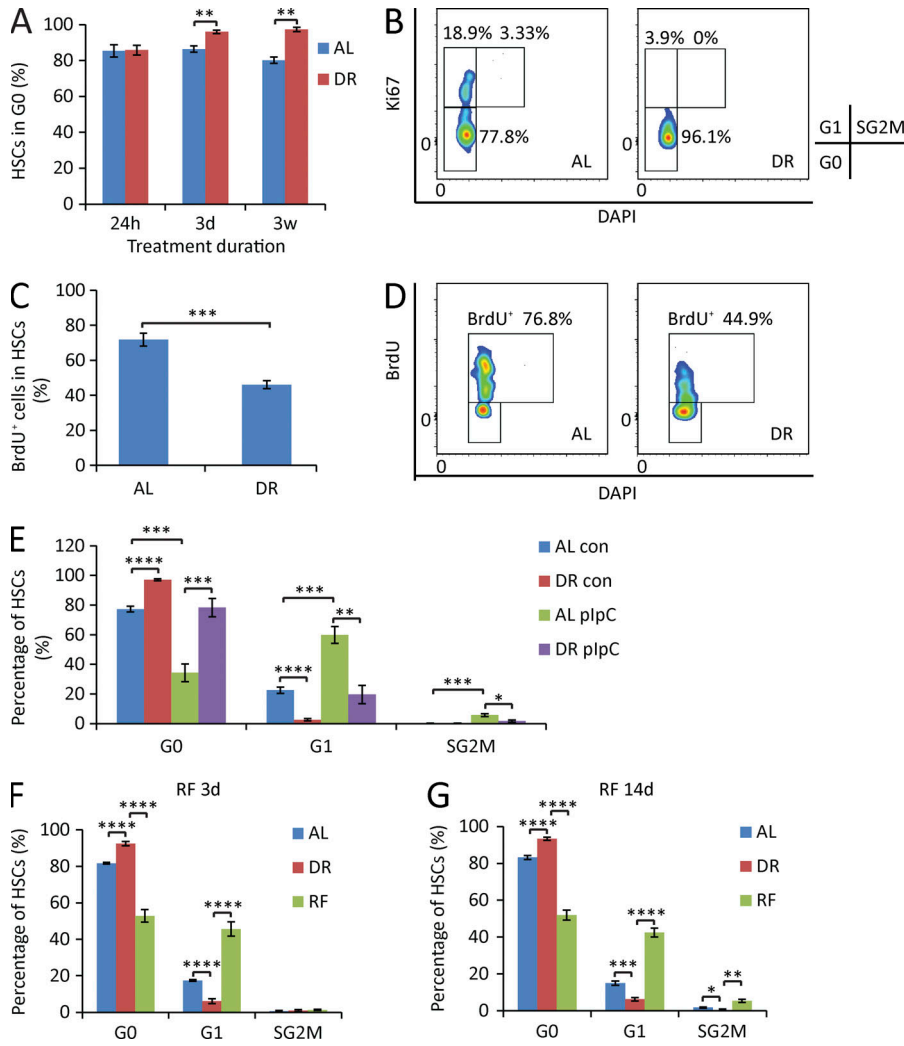 A
HSCs in G0 (%)
100
80
60
40
20
0
**
**
AL
DR
24h
3d
3w
Treatment duration
B
Ki67
0
18.9% 3.33%
77.8%
AL
0
3.9% 0%
96.1%
DR
0
DAPI
G1 SG2M
G0
C
BrdU⁺ cells in HSCs
(%)
100
80
60
40
20
0
***
AL
DR
D
BrdU
0
BrdU⁺ 76.8%
AL
0
BrdU⁺ 44.9%
DR
0
DAPI
E
Percentage of HSCs
(%)
120
100
80
60
40
20
0
***
****
***
***
****
**
***
*
AL con
DR con
AL pIpC
DR pIpC
G0
G1
SG2M
F
RF 3d
Percentage of HSCs (%)
100
80
60
40
20
0
****
****
****
****
AL
DR
RF
G0
G1
SG2M
G
RF 14d
Percentage of HSCs (%)
100
80
60
40
20
0
****
****
***
****
*
**
AL
DR
RF
G0
G1
SG2M